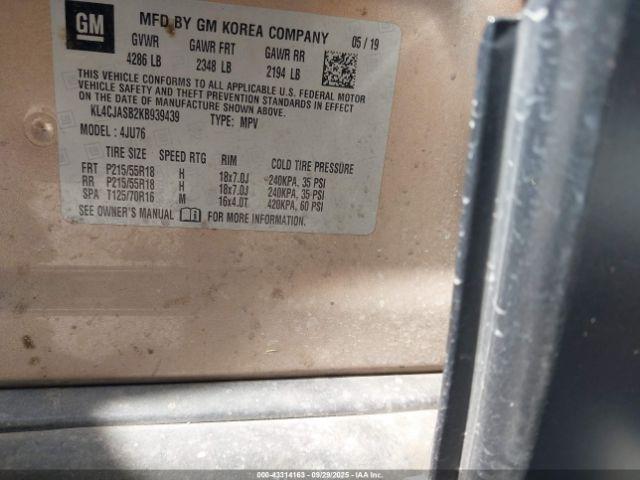 GM
MFD BY GM KOREA COMPANY 05 / 19
GVWR GAWR FRT GAWR RR
4286 LB 2348 LB 2194 LB
THIS VEHICLE CONFORMS TO ALL APPLICABLE U.S. FEDERAL MOTOR
VEHICLE SAFETY AND THEFT PREVENTION STANDARDS IN EFFECT
ON THE DATE OF MANUFACTURE SHOWN ABOVE.
KL4CJASB2KB939439 TYPE: MPV
MODEL: 4JU76
TIRE SIZE SPEED RTG RIM COLD TIRE PRESSURE
FRT P215/55R18 H 18x7.0J 240KPA, 35 PSI
RR P215/55R18 H 18x7.0J 240KPA, 35 PSI
SPA T125/70R16 M 16x4.0T 420KPA, 60 PSI
SEE OWNER'S MANUAL FOR MORE INFORMATION.
000-43314163 - 09/29/2025 - IAAI.COM